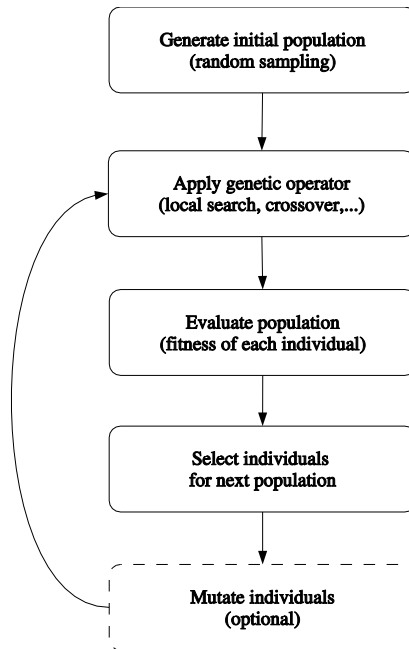 Generate initial population
(random sampling)
Apply genetic operator
(local search, crossover,...)
Evaluate population
(fitness of each individual)
Select individuals
for next population
Mutate individuals
(optional)